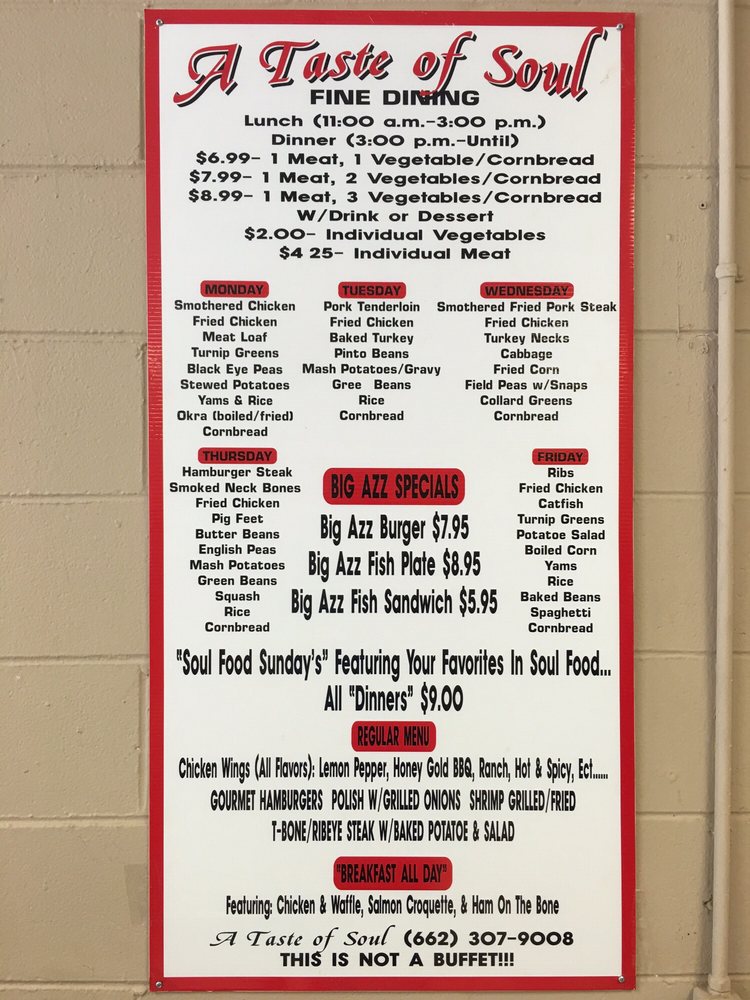 A Taste of Soul
FINE DINING
Lunch (11:00 a.m.-3:00 p.m.)
Dinner (3:00 p.m.-Until)
$6.99- 1 Meat, 1 Vegetable/Cornbread
$7.99- 1 Meat, 2 Vegetables/Cornbread
$8.99- 1 Meat, 3 Vegetables/Cornbread
W/Drink or Dessert
$2.00- Individual Vegetables
$4 25- Individual Meat
MONDAY
Smothered Chicken
Fried Chicken
Meat Loaf
Turnip Greens
Black Eye Peas
Stewed Potatoes
Yams & Rice
Okra (boiled/fried)
Cornbread
TUESDAY
Pork Tenderloin
Fried Chicken
Baked Turkey
Pinto Beans
Mash Potatoes/Gravy
Gree Beans
Rice
Cornbread
WEDNESDAY
Smothered Fried Pork Steak
Fried Chicken
Turkey Necks
Cabbage
Fried Corn
Field Peas w/Snaps
Collard Greens
Cornbread
THURSDAY
Hamburger Steak
Smoked Neck Bones
Fried Chicken
Pig Feet
Butter Beans
English Peas
Mash Potatoes
Green Beans
Squash
Rice
Cornbread
BIG AZZ SPECIALS
Big Azz Burger $7.95
Big Azz Fish Plate $8.95
Big Azz Fish Sandwich $5.95
FRIDAY
Ribs
Fried Chicken
Catfish
Turnip Greens
Potatoe Salad
Boiled Corn
Yams
Rice
Baked Beans
Spaghetti
Cornbread
"Soul Food Sunday's" Featuring Your Favorites In Soul Food...
All "Dinners" $9.00
REGULAR MENU
Chicken Wings (All Flavors): Lemon Pepper, Honey Gold BBQ, Ranch, Hot & Spicy, Ect......
GOURMET HAMBURGERS POLISH W/GRILLED ONIONS SHRIMP GRILLED/FRIED
T-BONE/RIBEYE STEAK W/BAKED POTATOE & SALAD
"BREAKFAST ALL DAY"
Featuring: Chicken & Waffle, Salmon Croquette, & Ham On The Bone
A Taste of Soul (662) 307-9008
THIS IS NOT A BUFFET!!!